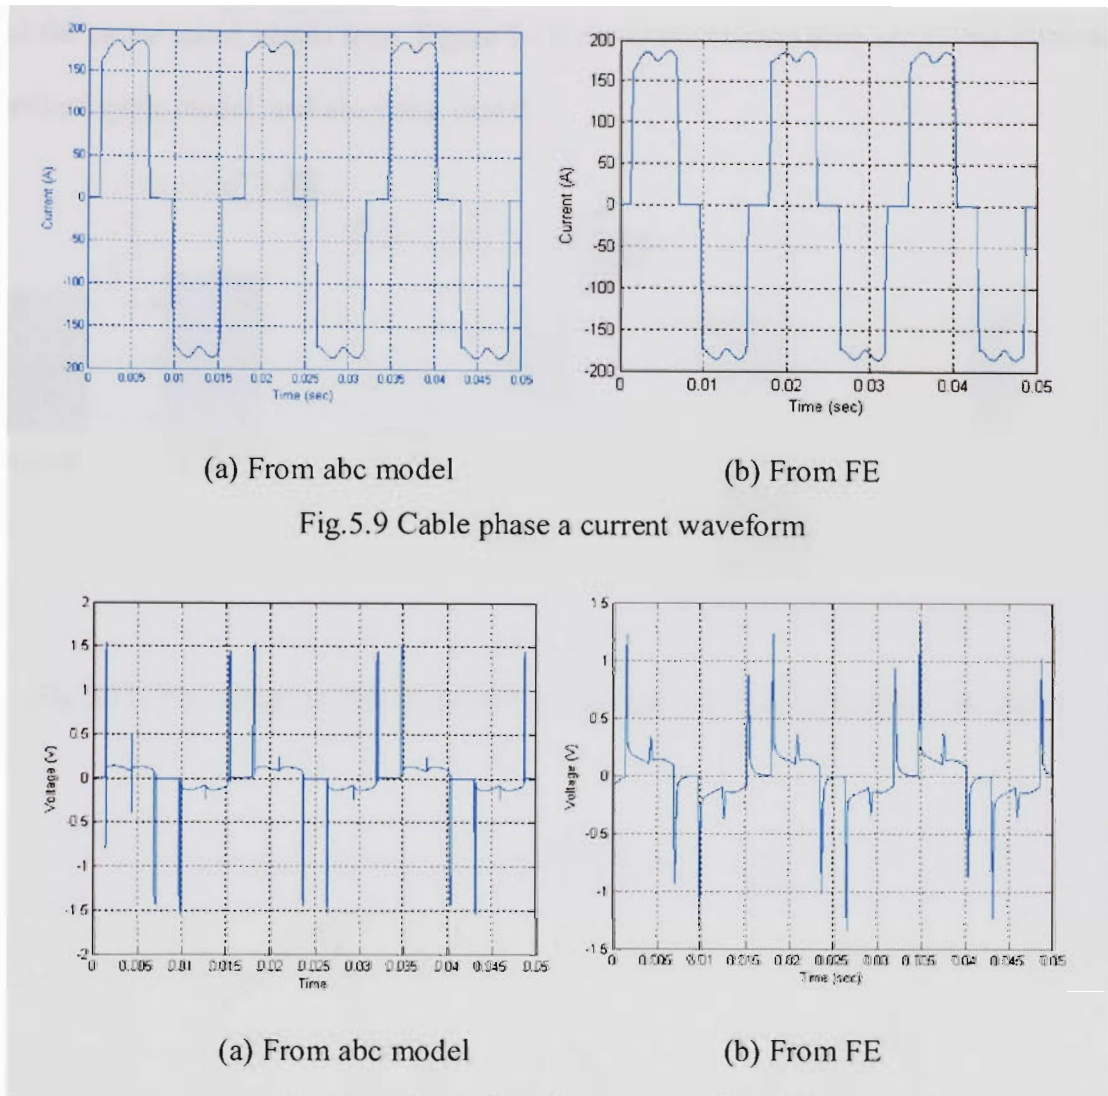 200
150
100
50
0
-50
-100
-150
-200
Current (A)
0 0.005 0.01 0.015 0.02 0.025 0.03 0.035 0.04 0.045 0.05
Time (sec)
200
150
100
50
0
-50
-100
-150
-200
Current (A)
0 0.01 0.02 0.03 0.04 0.05
Time (sec)
(a) From abc model
(b) From FE
Fig.5.9 Cable phase a current waveform
2
1.5
1
0.5
0
-0.5
-1
-1.5
-2
Voltage (V)
0 0.005 0.01 0.015 0.02 0.025 0.03 0.035 0.04 0.045 0.05
Time
1.5
1
0.5
0
-0.5
-1
-1.5
Voltage (V)
0 0.005 0.01 0.015 0.02 0.025 0.03 0.035 0.04 0.045 0.05
Time (sec)
(a) From abc model
(b) From FE